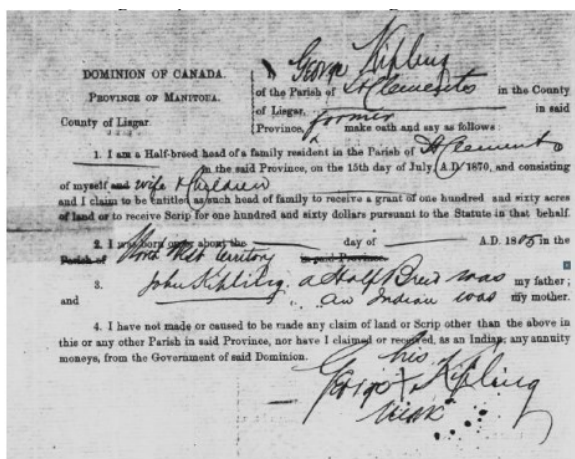 I, George Kipling
DOMINION OF CANADA.
PROVINCE OF MANITOBA.
County of Lisgar.
of the Parish of St Clements in the County
of Lisgar, in said
Province, farmer make oath and say as follows:
1. I am a Half-breed head of a family resident in the Parish of St Clements
in the said Province, on the 15th day of July, A.D. 1870, and consisting
of myself and wife & Children
and I claim to be entitled as such head of family to receive a grant of one hundred and sixty acres
of land or to receive Scrip for one hundred and sixty dollars pursuant to the Statute in that behalf.
2. I was born on or about the day of A.D. 1805 in the
Parish of North West Territory in said Province.
3. John Kipling a Half Breed was my father;
and an Indian was my mother.
4. I have not made or caused to be made any claim of land or Scrip other than the above in
this or any other Parish in said Province, nor have I claimed or received, as an Indian, any annuity
moneys, from the Government of said Dominion.
his
George X Kipling
mark